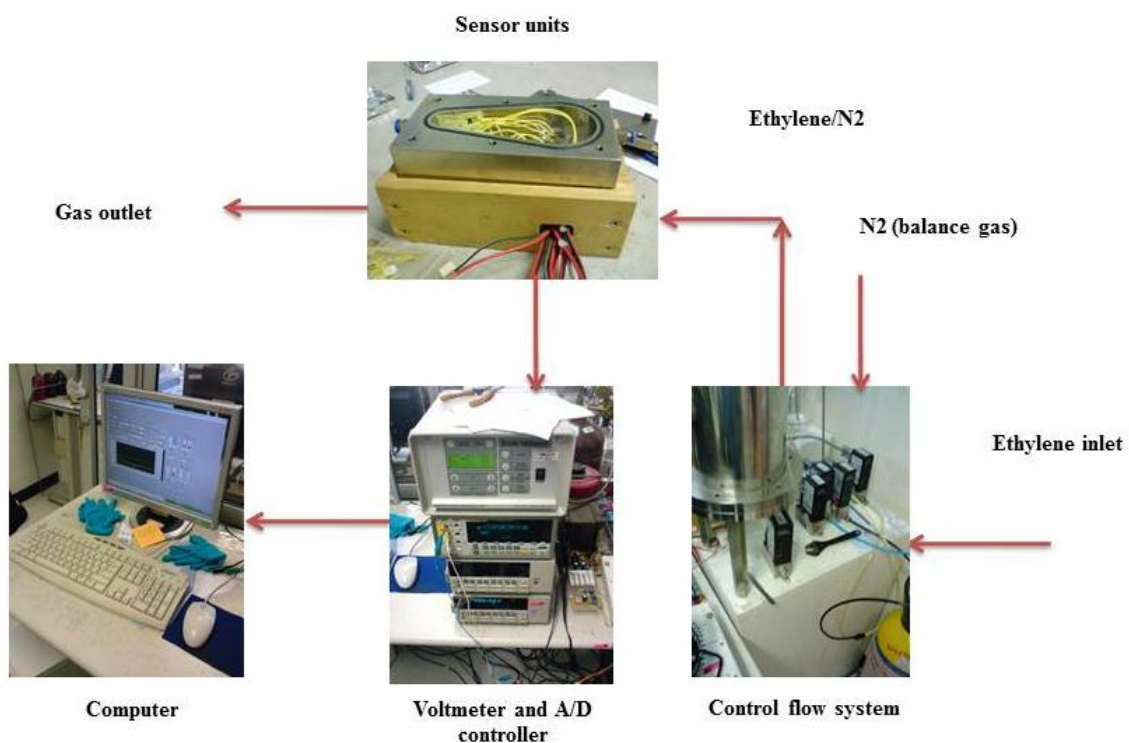 Sensor units
Ethylene/N2
Gas outlet
N2 (balance gas)
Ethylene inlet
Computer
Voltmeter and A/D
controller
Control flow system